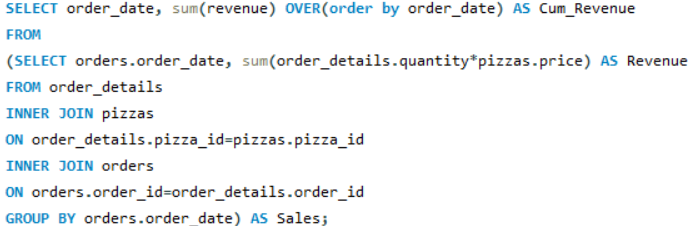 SELECT order_date, sum(revenue) OVER(order by order_date) AS Cum_Revenue
FROM
(SELECT orders.order_date, sum(order_details.quantity*pizzas.price) AS Revenue
FROM order_details
INNER JOIN pizzas
ON order_details.pizza_id=pizzas.pizza_id
INNER JOIN orders
ON orders.order_id=order_details.order_id
GROUP BY orders.order_date) AS Sales;